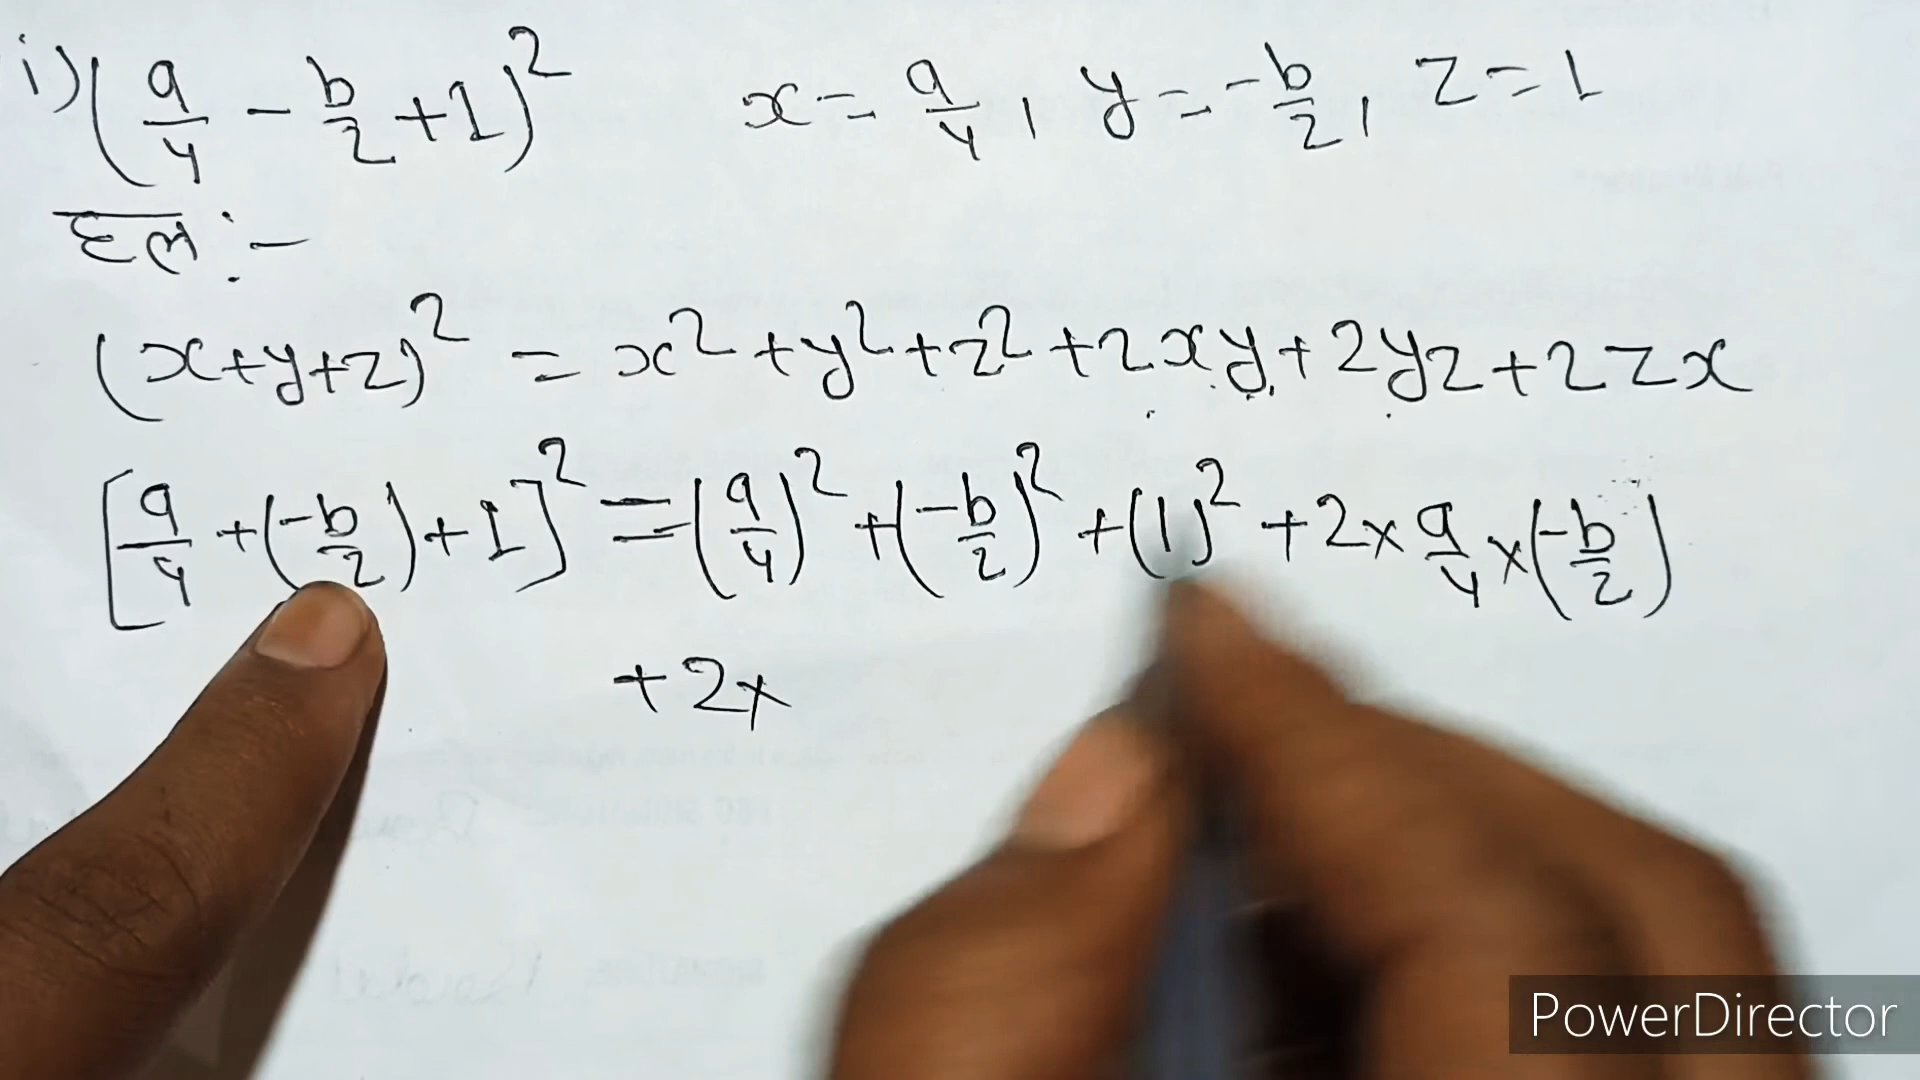 i) (a/4 - b/2 + 1)² x = a/4, y = -b/2, z = 1
हल :-
(x+y+z)² = x² + y² + z² + 2xy + 2yz + 2zx
[a/4 + (-b/2) + 1]² = (a/4)² + (-b/2)² + (1)² + 2 × a/4 × (-b/2)
+ 2 ×
PowerDirector